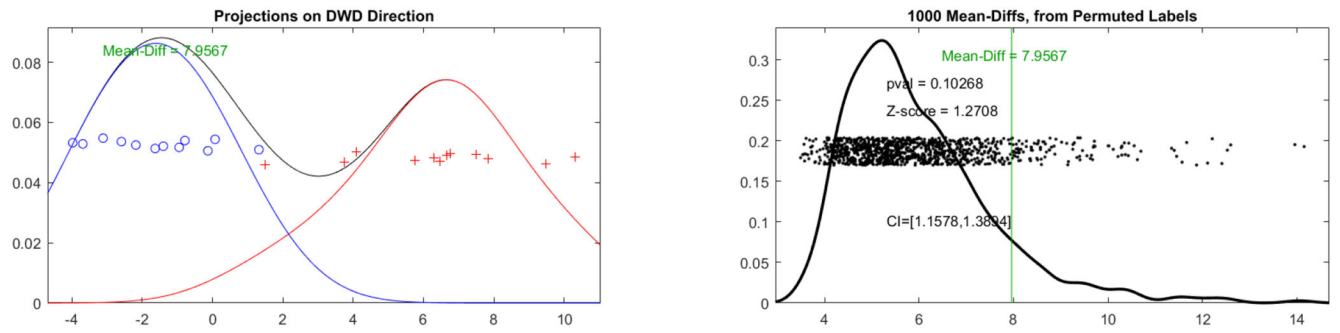 Projections on DWD Direction
Mean-Diff = 7.9567
0.08
0.06
0.04
0.02
0
-4 -2 0 2 4 6 8 10
1000 Mean-Diffs, from Permuted Labels
Mean-Diff = 7.9567
pval = 0.10268
Z-score = 1.2708
CI=[1.1578,1.3894]
0.3
0.25
0.2
0.15
0.1
0.05
0
4 6 8 10 12 14